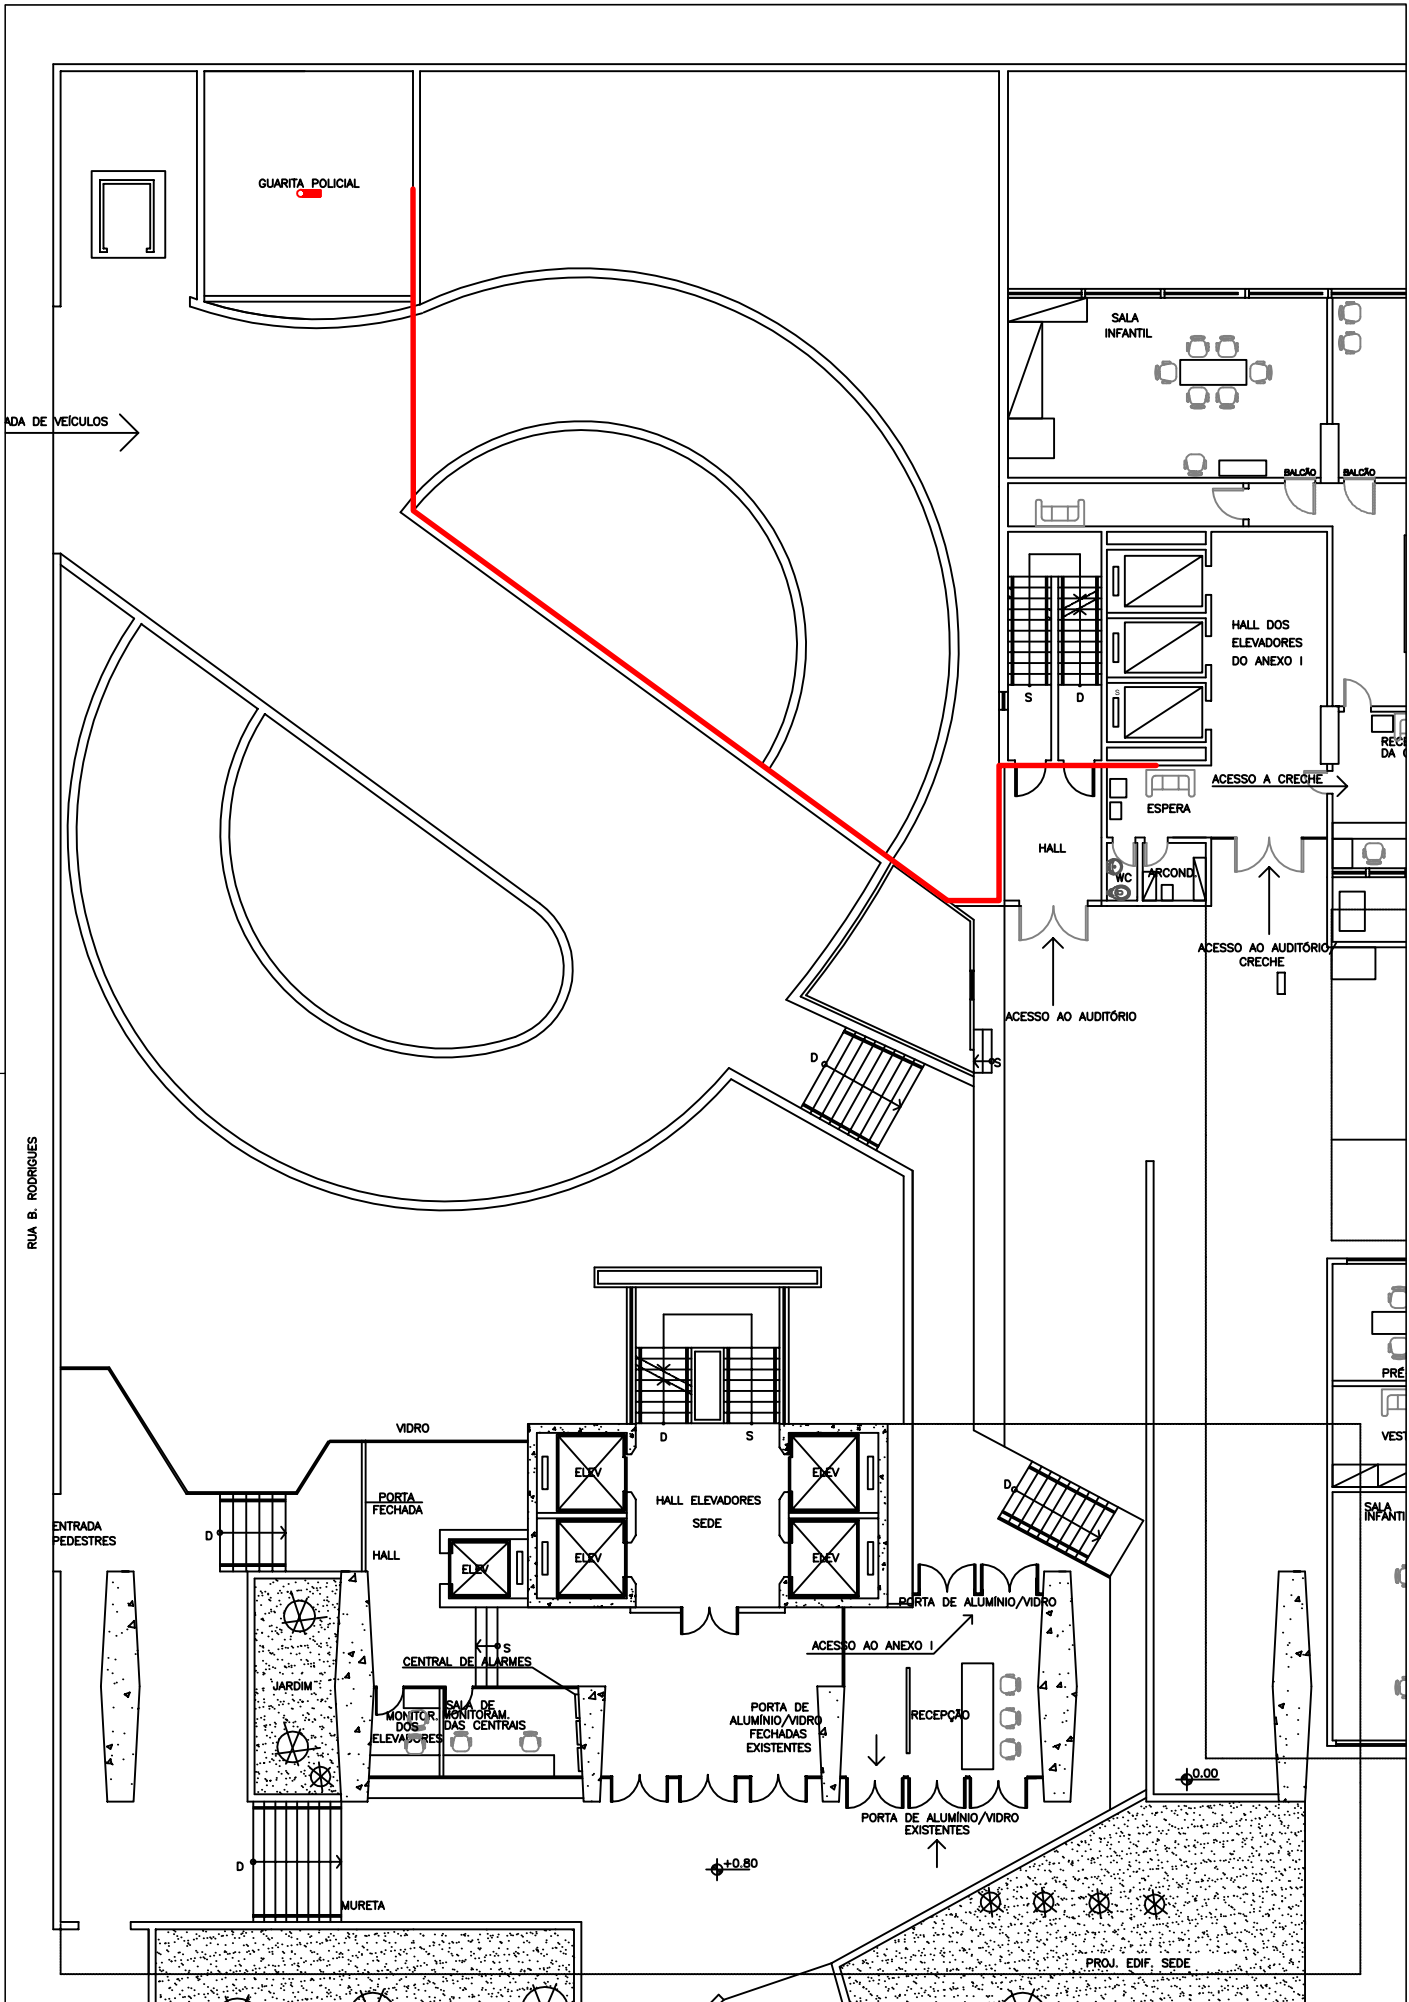 GUARITA POLICIAL
SALA
INFANTIL
ADA DE VEÍCULOS
BALCÃO
BALCÃO
HALL DOS
ELEVADORES
DO ANEXO I
S
S
D
DA
ACESSO A CRECHE
ESPERA
HALL
WC
ARCOND.
ACESSO AO AUDITÓRIO/
CRECHE
ACESSO AO AUDITÓRIO
D
S
RUA B. RODRIGUES
PRÉ
VEST
VIDRO
D
S
ELEV
ELEV
HALL ELEVADORES
SEDE
PORTA
FECHADA
D
SALA
INFANTI
ENTRADA
PEDESTRES
D
HALL
ELEV
ELEV
ELEV
PORTA DE ALUMÍNIO/VIDRO
S
ACESSO AO ANEXO I
CENTRAL DE ALARMES
JARDIM
MONITOR.
DOS
ELEVADORES
SALA DE
MONITORAM.
DAS CENTRAIS
PORTA DE
ALUMÍNIO/VIDRO
FECHADAS
EXISTENTES
RECEPÇÃO
0.00
PORTA DE ALUMÍNIO/VIDRO
EXISTENTES
D
+0.80
MURETA
PROJ. EDIF. SEDE